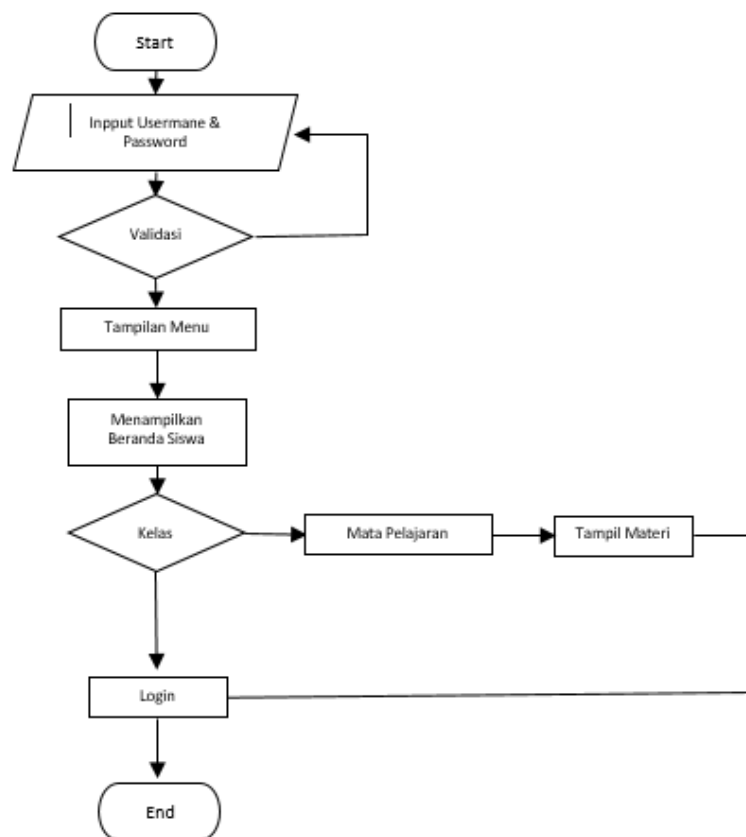 Start
Inpput Usermane &
Password
Validasi
Tampilan Menu
Menampilkan
Beranda Siswa
Kelas
Mata Pelajaran
Tampil Materi
Login
End